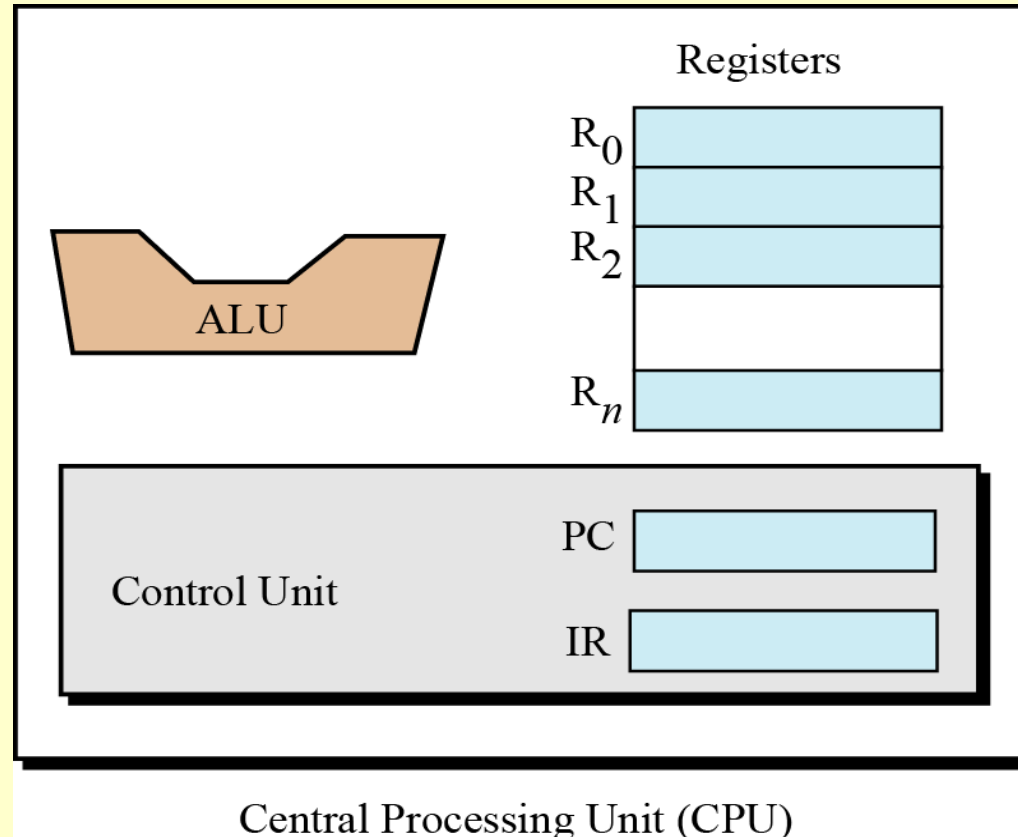 Registers
R0
R1
R2
ALU
Rn
PC
Control Unit
IR
Central Processing Unit (CPU)